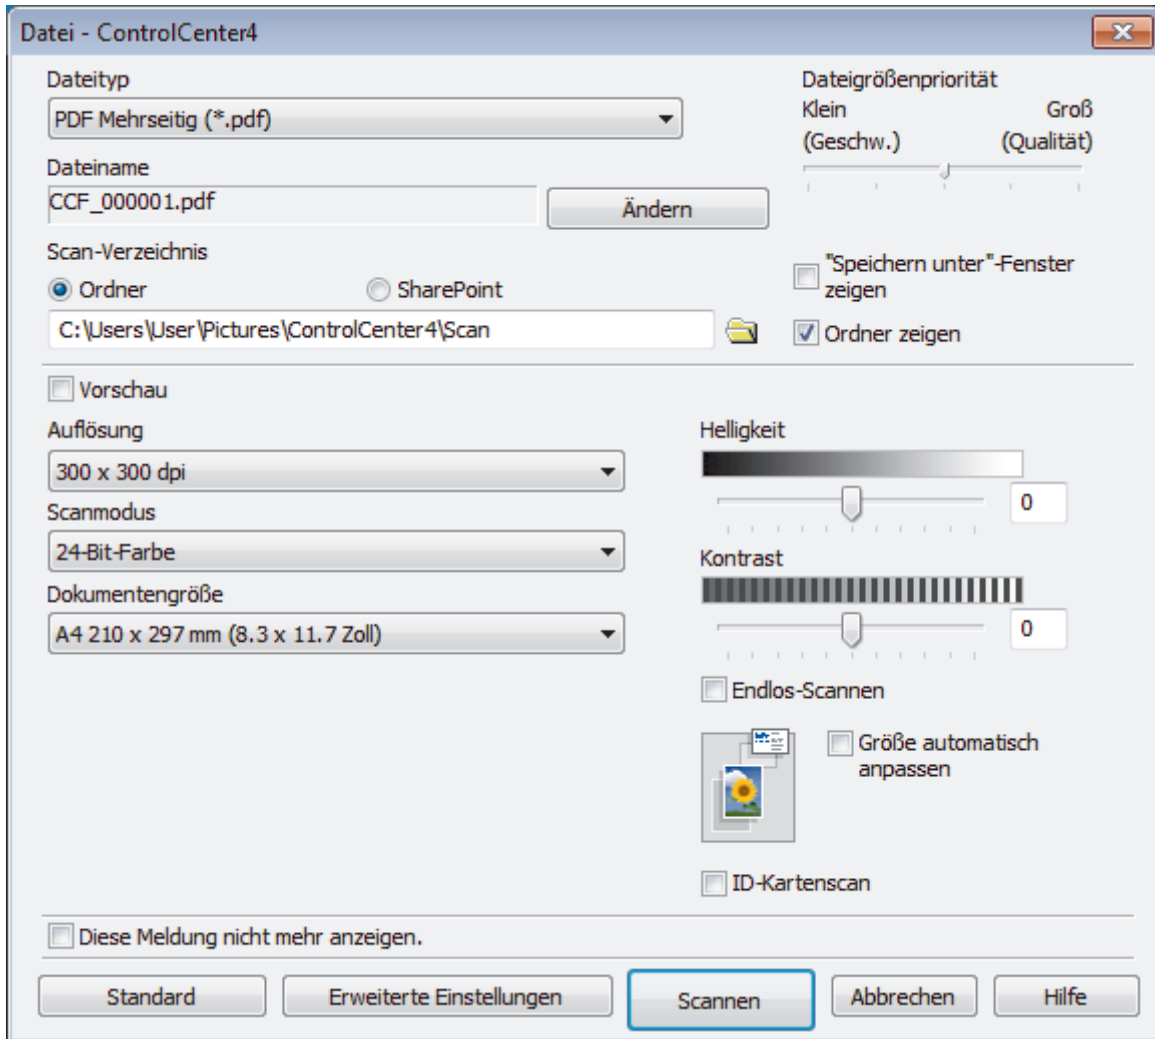 Datei - ControlCenter4
Dateityp
PDF Mehrseitig (*.pdf)
Dateigrößenpriorität
Klein Groß
(Geschw.) (Qualität)
Dateiname
CCF_000001.pdf
Ändern
Scan-Verzeichnis
Ordner
SharePoint
C:\Users\User\Pictures\ControlCenter4\Scan
"Speichern unter"-Fenster
zeigen
Ordner zeigen
Vorschau
Auflösung
300 x 300 dpi
Scanmodus
24-Bit-Farbe
Dokumentengröße
A4 210 x 297 mm (8.3 x 11.7 Zoll)
Helligkeit
0
Kontrast
0
Endlos-Scannen
Größe automatisch
anpassen
ID-Kartenscan
Diese Meldung nicht mehr anzeigen.
Standard
Erweiterte Einstellungen
Scannen
Abbrechen
Hilfe